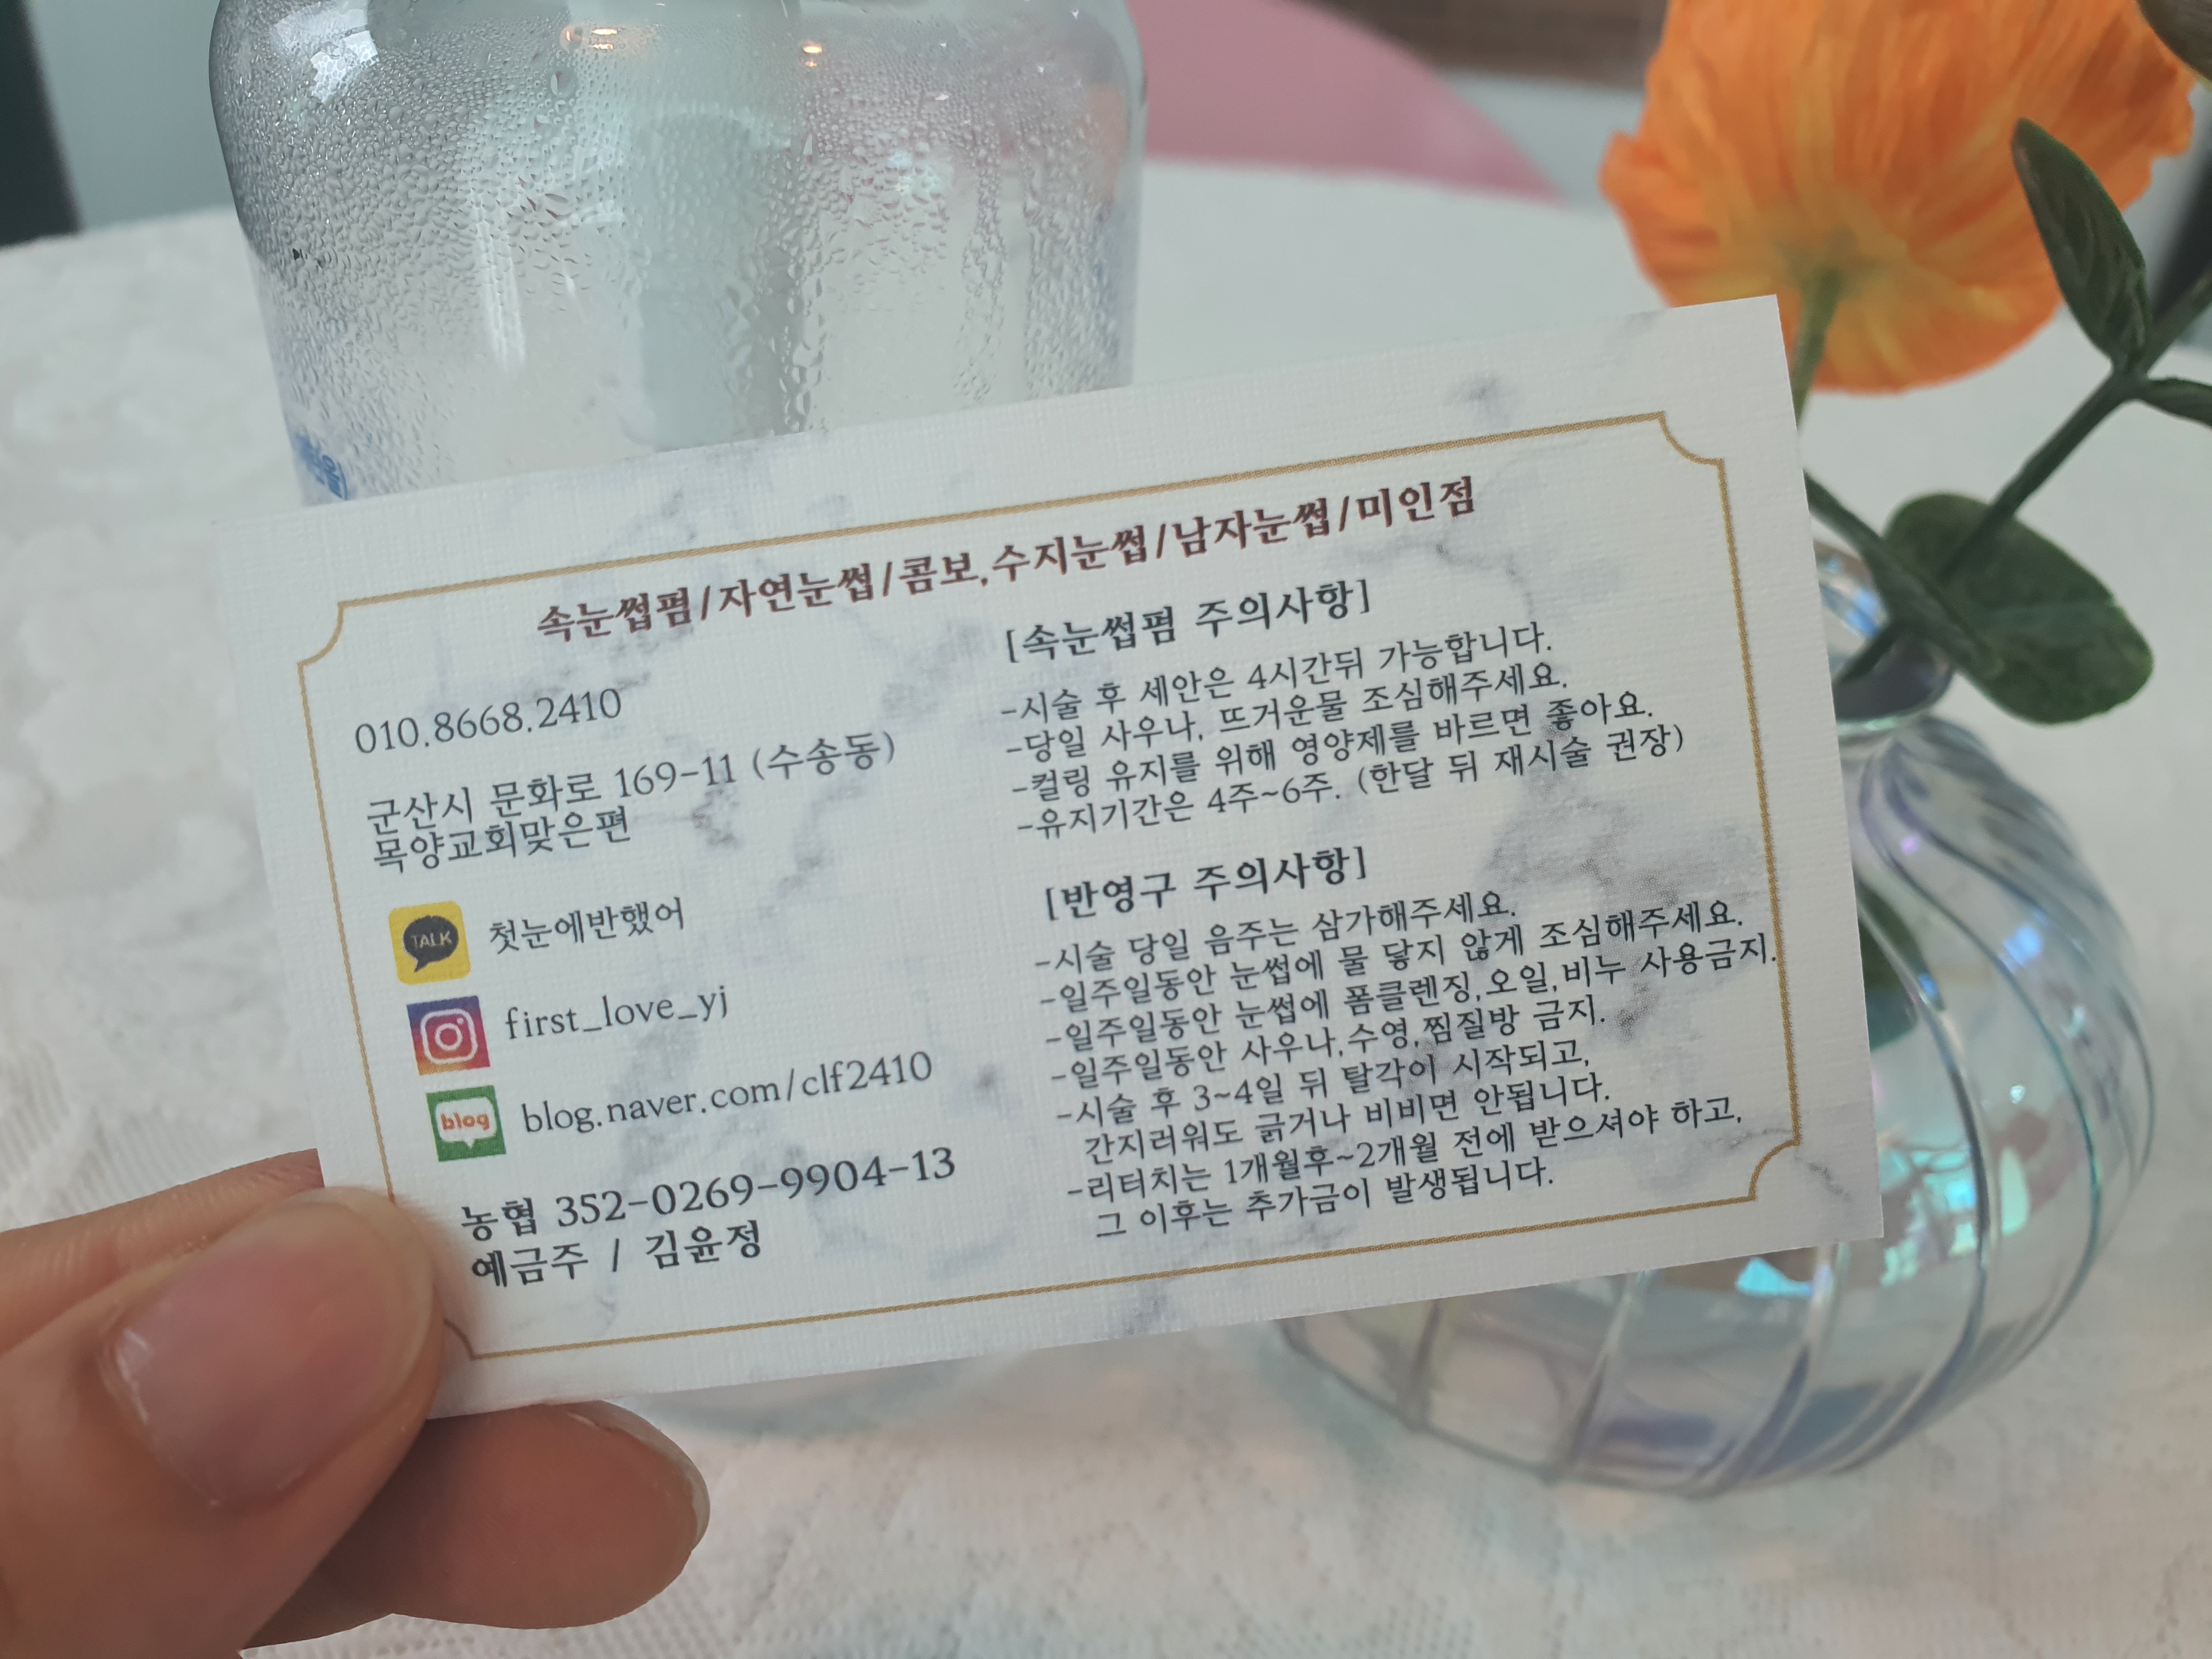 속눈썹펌/자연눈썹/콤보,수지눈썹/남자눈썹/미인점
010.8668.2410
군산시 문화로 169-11 (수송동)
목양교회맞은편
TALK
첫눈에반했어
first_love_yj
blog
blog.naver.com/clf2410
농협 352-0269-9904-13
예금주 / 김윤정
[속눈썹펌 주의사항]
-시술 후 세안은 4시간뒤 가능합니다.
-당일 사우나, 뜨거운물 조심해주세요.
-컬링 유지를 위해 영양제를 바르면 좋아요.
-유지기간은 4주~6주. (한달 뒤 재시술 권장)
[반영구 주의사항]
-시술 당일 음주는 삼가해주세요.
-일주일동안 눈썹에 물 닿지 않게 조심해주세요.
-일주일동안 눈썹에 폼클렌징,오일,비누 사용금지.
-일주일동안 사우나,수영,찜질방 금지.
-시술 후 3~4일 뒤 탈각이 시작되고,
간지러워도 긁거나 비비면 안됩니다.
-리터치는 1개월후~2개월 전에 받으셔야 하고,
그 이후는 추가금이 발생됩니다.